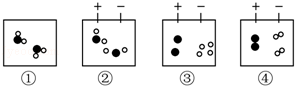 + − + − + −
① ② ③ ④